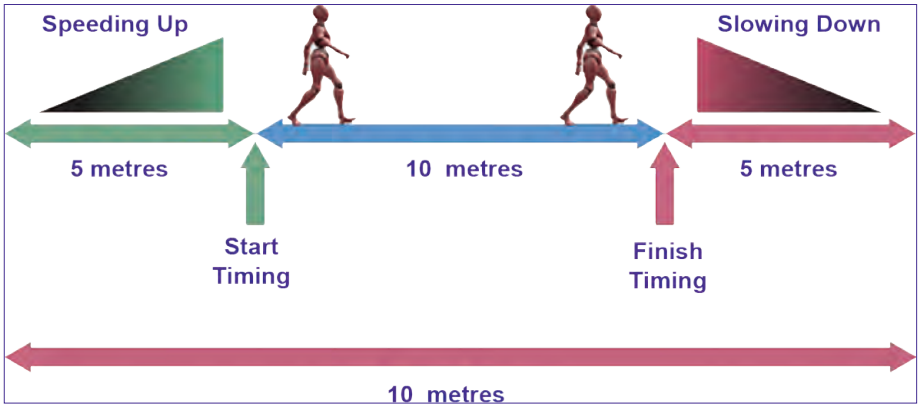 Speeding Up
Slowing Down
5 metres
10 metres
5 metres
Start
Timing
Finish
Timing
10 metres